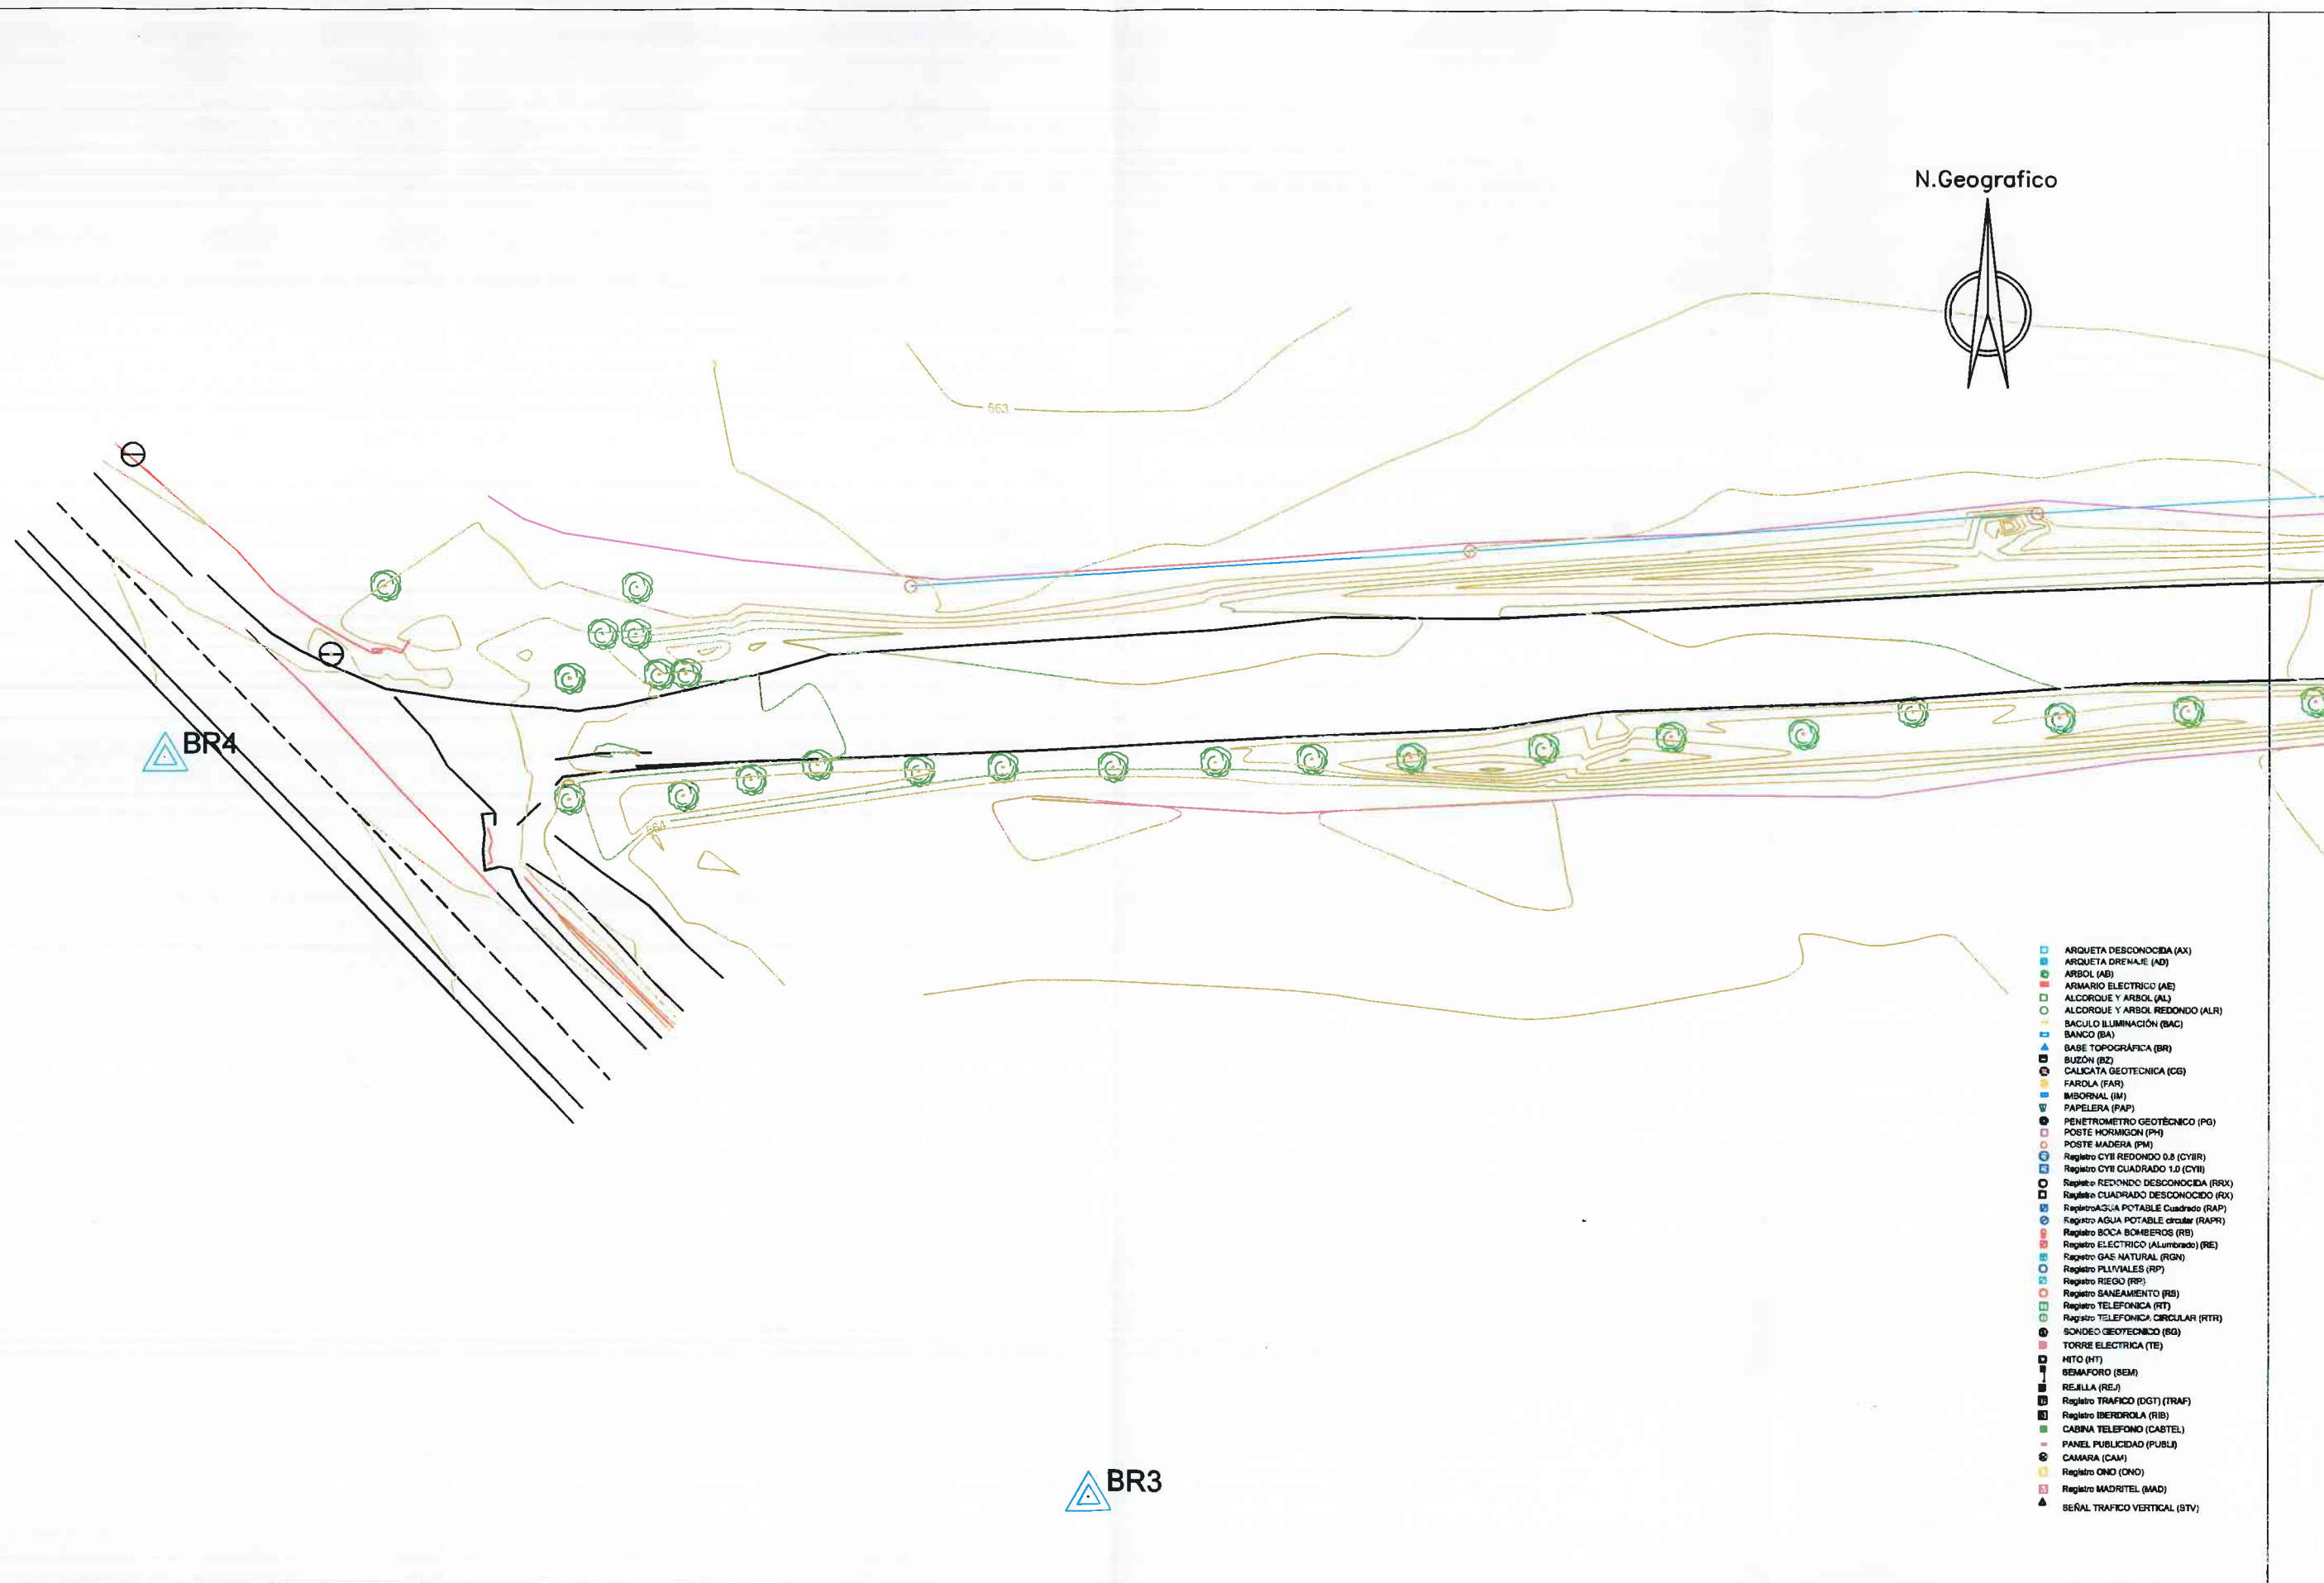 N.Geografico
563
BR4
564
ARQUETA DESCONOCIDA (AX)
ARQUETA DRENAJE (AD)
ARBOL (AB)
ARMARIO ELECTRICO (AE)
ALCORQUE Y ARBOL (AL)
ALCORQUE Y ARBOL REDONDO (ALR)
BACULO ILUMINACIÓN (BAC)
BANCO (BA)
BASE TOPOGRÁFICA (BR)
BUZÓN (BZ)
CALICATA GEOTECNICA (CG)
FAROLA (FAR)
IMBORNAL (IM)
PAPELERA (PAP)
PENETROMETRO GEOTÉCNICO (PG)
POSTE HORMIGON (PH)
POSTE MADERA (PM)
Registro CYII REDONDO 0.8 (CYIIR)
Registro CYII CUADRADO 1.0 (CYII)
Registro REDONDO DESCONOCIDA (RRX)
Registro CUADRADO DESCONOCIDO (RX)
RegistroAGUA POTABLE Cuadrado (RAP)
Registro AGUA POTABLE circular (RAPR)
Registro BOCA BOMBEROS (RB)
Registro ELECTRICO (ALumbrado) (RE)
Registro GAS NATURAL (RGN)
Registro PLUVIALES (RP)
Registro RIEGO (RP)
Registro SANEAMIENTO (RS)
Registro TELEFONICA (RT)
Registro TELEFONICA CIRCULAR (RTR)
SONDEO GEOTECNICO (SG)
TORRE ELECTRICA (TE)
HITO (HT)
SEMAFORO (SEM)
REJILLA (REJ)
Registro TRAFICO (DGT) (TRAF)
Registro IBERDROLA (RIB)
CABINA TELEFONO (CABTEL)
PANEL PUBLICIDAD (PUBLI)
CAMARA (CAM)
Registro ONO (ONO)
Registro MADRITEL (MAD)
SEÑAL TRAFICO VERTICAL (STV)
BR3